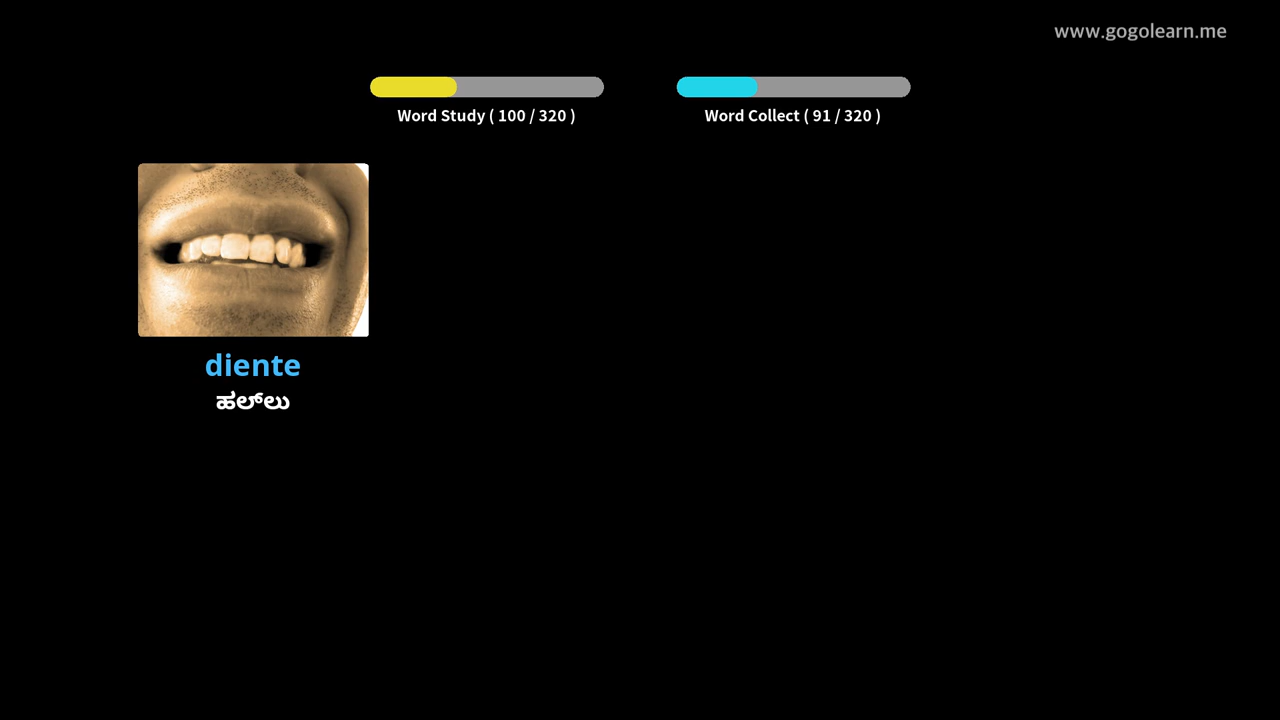 www.gogolearn.me
Word Study ( 100 / 320 )
Word Collect ( 91 / 320 )
diente
ಹಲ್‌ಲು